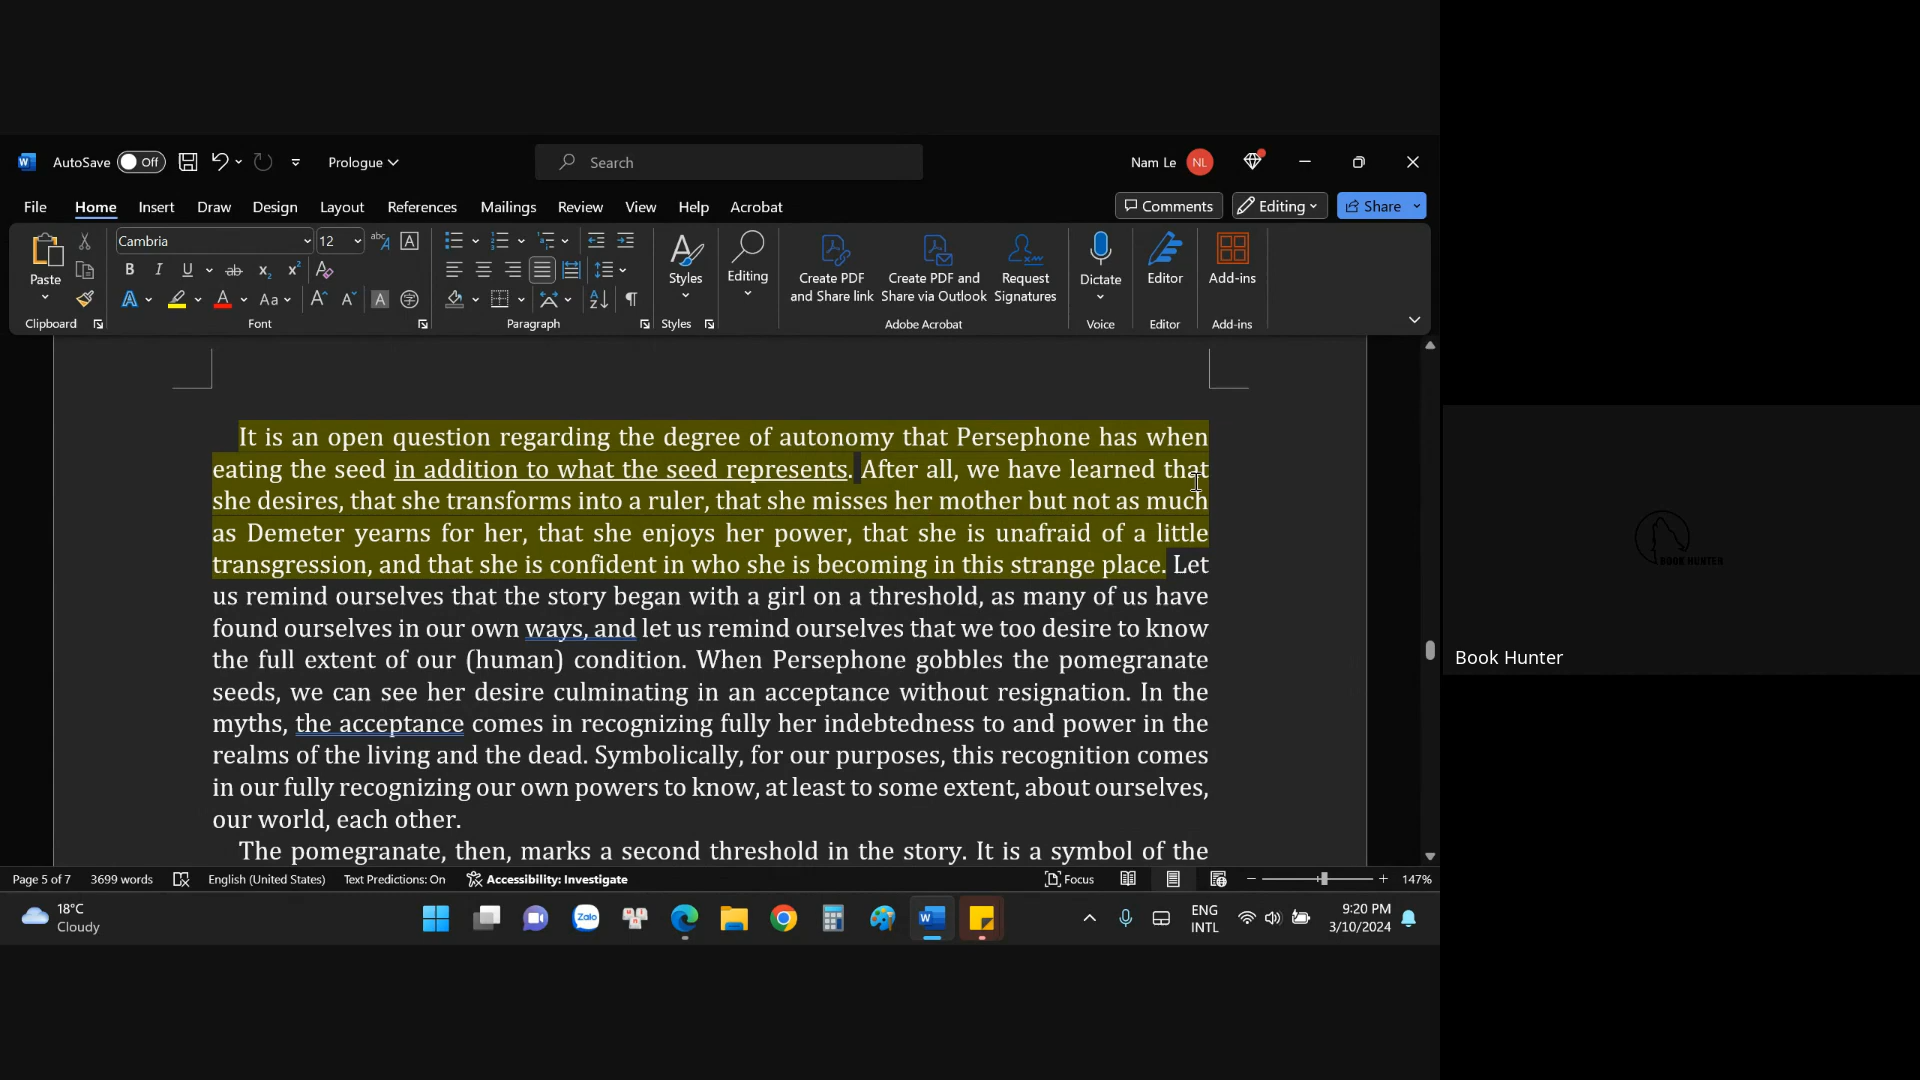 AutoSave Off Prologue Search Nam Le NL
File Home Insert Draw Design Layout References Mailings Review View Help Acrobat Comments Editing Share
Paste
Clipboard
Cambria 12
Font
Paragraph
Styles
Styles
Editing
Create PDF and Share link
Create PDF and Share via Outlook
Request Signatures
Adobe Acrobat
Dictate
Voice
Editor
Editor
Add-ins
Add-ins
It is an open question regarding the degree of autonomy that Persephone has when
eating the seed in addition to what the seed represents. After all, we have learned that
she desires, that she transforms into a ruler, that she misses her mother but not as much
as Demeter yearns for her, that she enjoys her power, that she is unafraid of a little
transgression, and that she is confident in who she is becoming in this strange place. Let
us remind ourselves that the story began with a girl on a threshold, as many of us have
found ourselves in our own ways, and let us remind ourselves that we too desire to know
the full extent of our (human) condition. When Persephone gobbles the pomegranate
seeds, we can see her desire culminating in an acceptance without resignation. In the
myths, the acceptance comes in recognizing fully her indebtedness to and power in the
realms of the living and the dead. Symbolically, for our purposes, this recognition comes
in our fully recognizing our own powers to know, at least to some extent, about ourselves,
our world, each other.
The pomegranate, then, marks a second threshold in the story. It is a symbol of the
Page 5 of 7 3699 words English (United States) Text Predictions: On Accessibility: Investigate Focus 147%
18°C
Cloudy
Zalo
ENG
INTL
9:20 PM
3/10/2024
BOOK HUNTER
Book Hunter